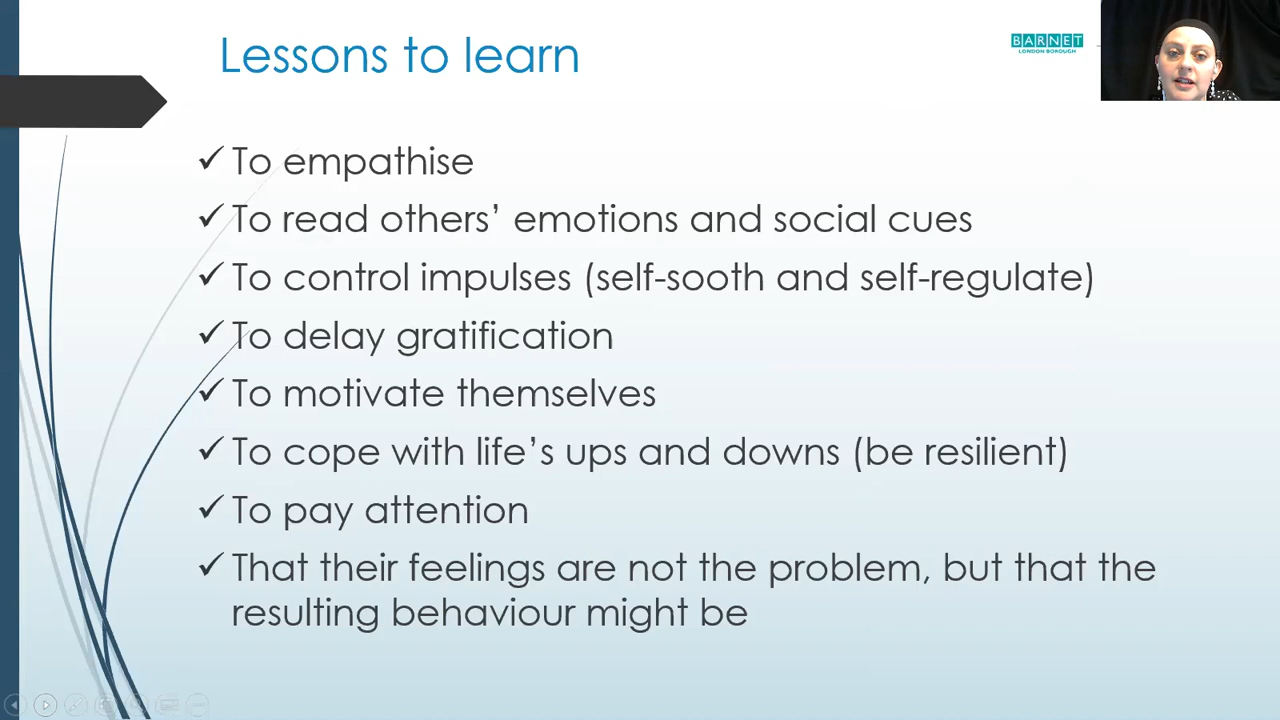 Lessons to learn
BARNET
LONDON BOROUGH
✓ To empathise
✓ To read others’ emotions and social cues
✓ To control impulses (self-sooth and self-regulate)
✓ To delay gratification
✓ To motivate themselves
✓ To cope with life’s ups and downs (be resilient)
✓ To pay attention
✓ That their feelings are not the problem, but that the
resulting behaviour might be